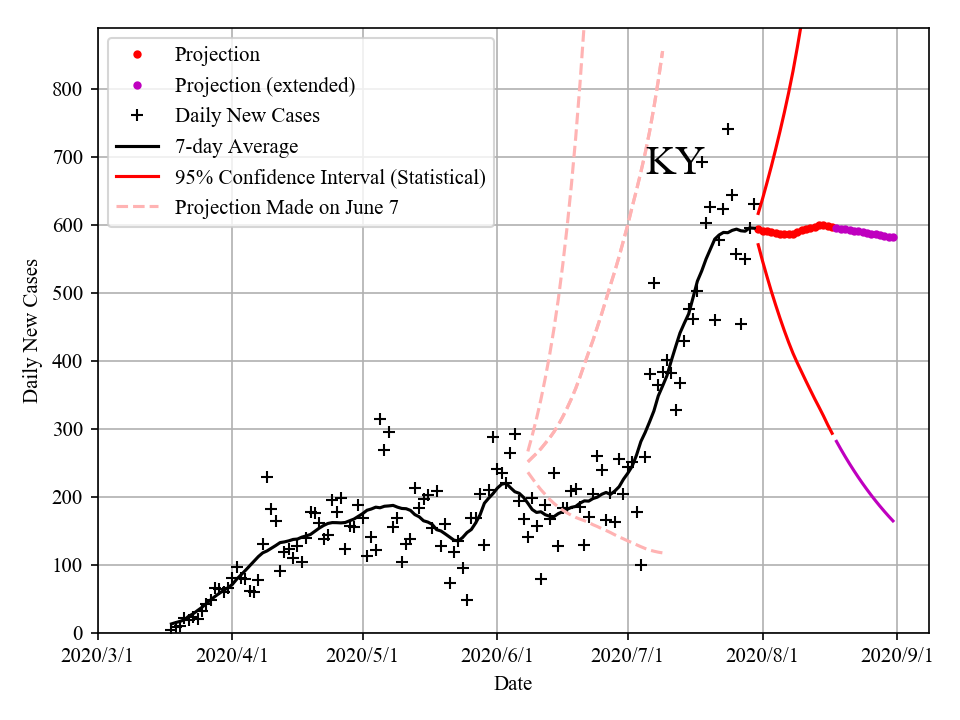 Projection
Projection (extended)
Daily New Cases
7-day Average
95% Confidence Interval (Statistical)
Projection Made on June 7
KY
Daily New Cases
800
700
600
500
400
300
200
100
0
2020/3/1 2020/4/1 2020/5/1 2020/6/1 2020/7/1 2020/8/1 2020/9/1
Date